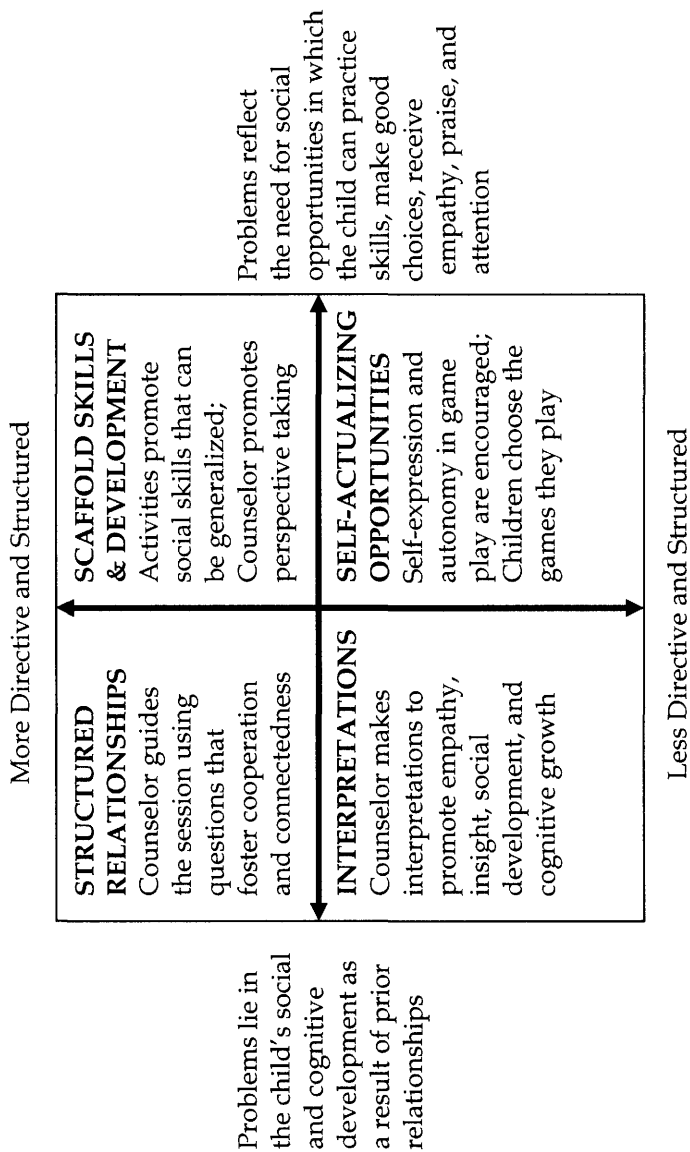 More Directive and Structured
Problems lie in
the child's social
and cognitive
development as
a result of prior
relationships
STRUCTURED
RELATIONSHIPS
Counselor guides
the session using
questions that
foster cooperation
and connectedness
SCAFFOLD SKILLS
& DEVELOPMENT
Activities promote
social skills that can
be generalized;
Counselor promotes
perspective taking
INTERPRETATIONS
Counselor makes
interpretations to
promote empathy,
insight, social
development, and
cognitive growth
SELF-ACTUALIZING
OPPORTUNITIES
Self-expression and
autonomy in game
play are encouraged;
Children choose the
games they play
Problems reflect
the need for social
opportunities in which
the child can practice
skills, make good
choices, receive
empathy, praise, and
attention
Less Directive and Structured